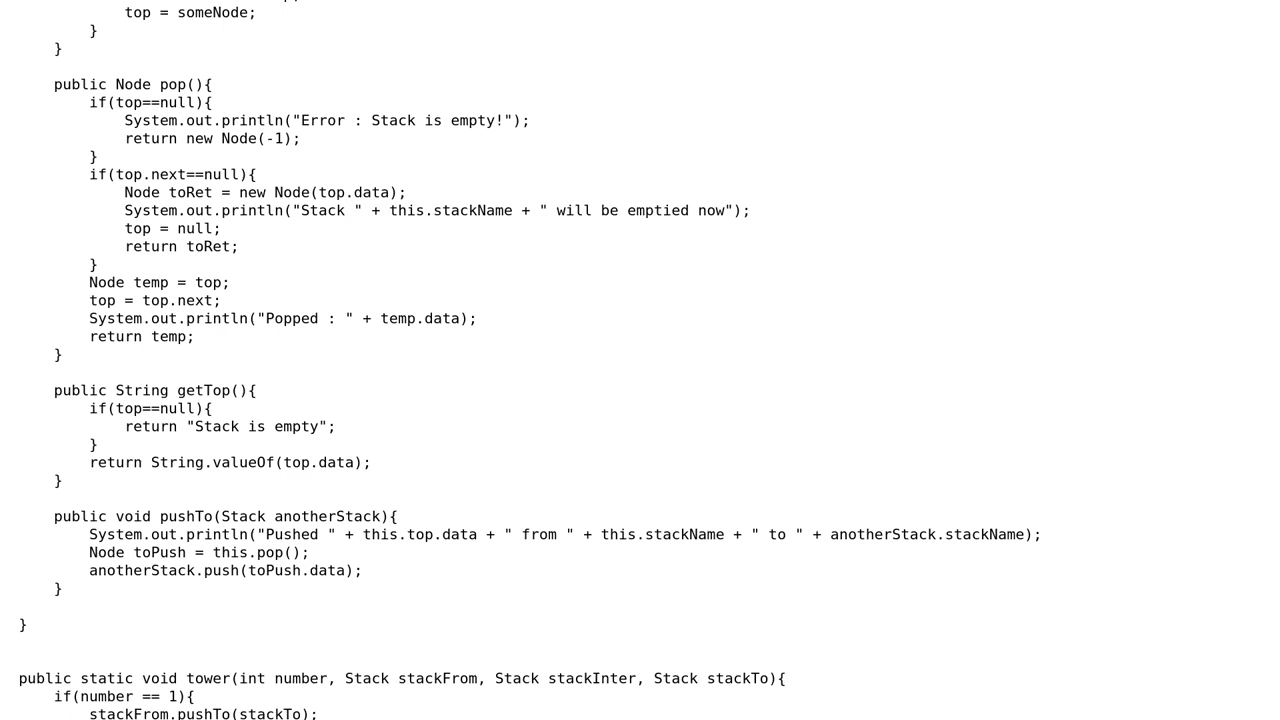 top = someNode;
}
}
public Node pop(){
if(top==null){
System.out.println("Error : Stack is empty!");
return new Node(-1);
}
if(top.next==null){
Node toRet = new Node(top.data);
System.out.println("Stack " + this.stackName + " will be emptied now");
top = null;
return toRet;
}
Node temp = top;
top = top.next;
System.out.println("Popped : " + temp.data);
return temp;
}
public String getTop(){
if(top==null){
return "Stack is empty";
}
return String.valueOf(top.data);
}
public void pushTo(Stack anotherStack){
System.out.println("Pushed " + this.top.data + " from " + this.stackName + " to " + anotherStack.stackName);
Node toPush = this.pop();
anotherStack.push(toPush.data);
}
}
public static void tower(int number, Stack stackFrom, Stack stackInter, Stack stackTo){
if(number == 1){
stackFrom.pushTo(stackTo);